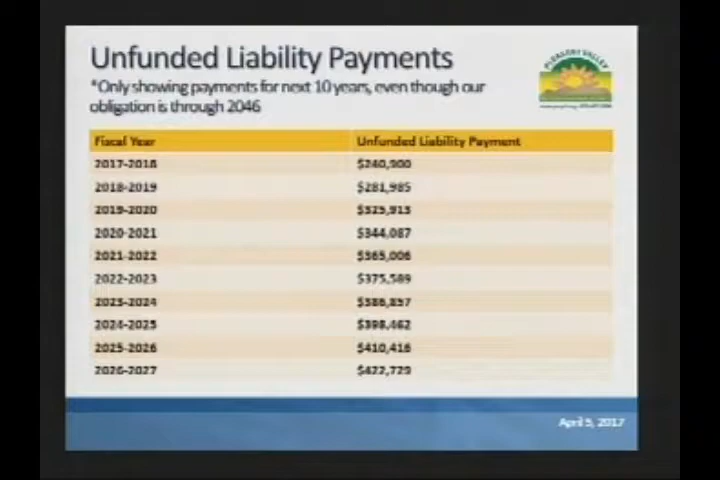 Unfunded Liability Payments
*Only showing payments for next 10 years, even though our
obligation is through 2046
PLEASANT VALLEY
Fiscal Year Unfunded Liability Payment
2017-2018 $240,900
2018-2019 $281,985
2019-2020 $325,913
2020-2021 $344,087
2021-2022 $365,006
2022-2023 $375,589
2023-2024 $386,857
2024-2025 $398,462
2025-2026 $410,416
2026-2027 $422,729
April 5, 2017